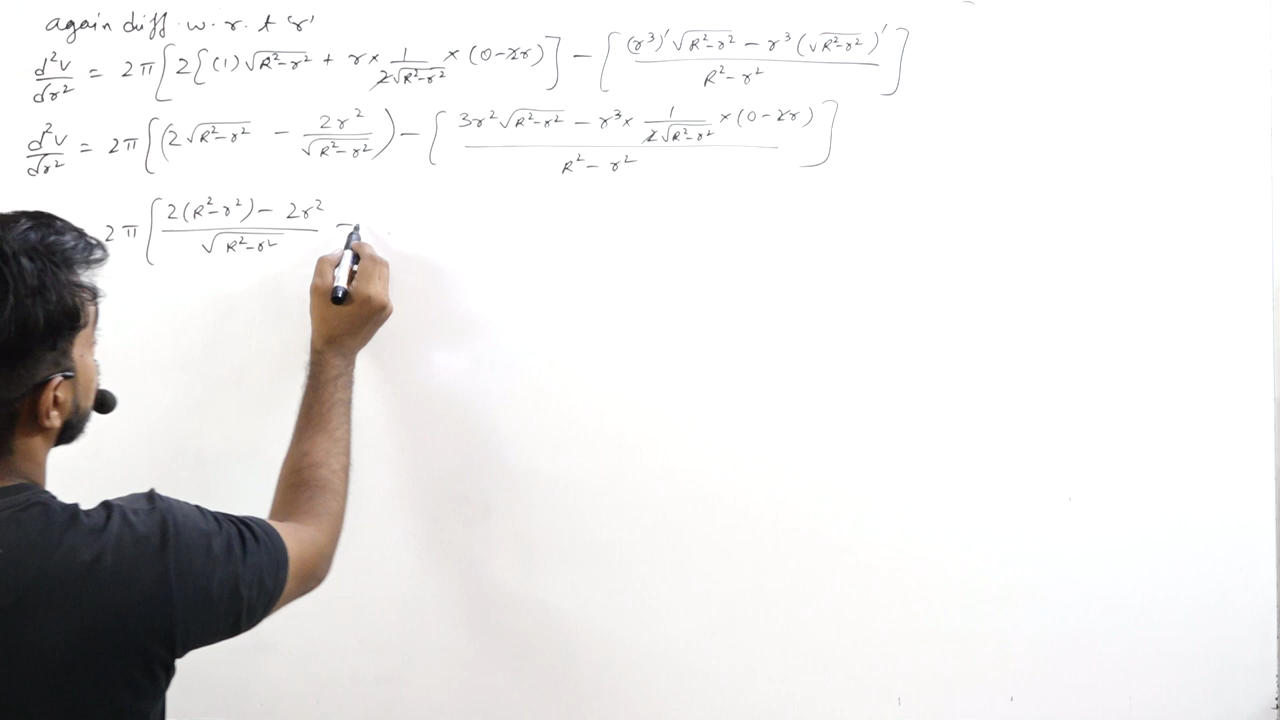 again diff. w. r. t 'r'
d²v/dr² = 2π[2{(1)√R²-r² + r× 1/2√R²-r² × (0-2r)] - [(r³)′√R²-r² - r³(√R²-r²)′/R²-r²]
d²v/dr² = 2π[(2√R²-r² - 2r²/√R²-r²) - [3r²√R²-r² - r³× 1/2√R²-r² ×(0-2r)/R²-r²]
2π[2(R²-r²) - 2r²/√R²-r² -